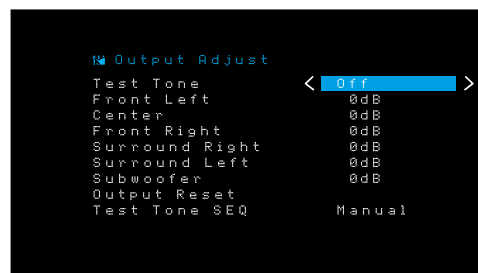 Output Adjust
Test Tone < Off >
Front Left 0dB
Center 0dB
Front Right 0dB
Surround Right 0dB
Surround Left 0dB
Subwoofer 0dB
Output Reset
Test Tone SEQ Manual